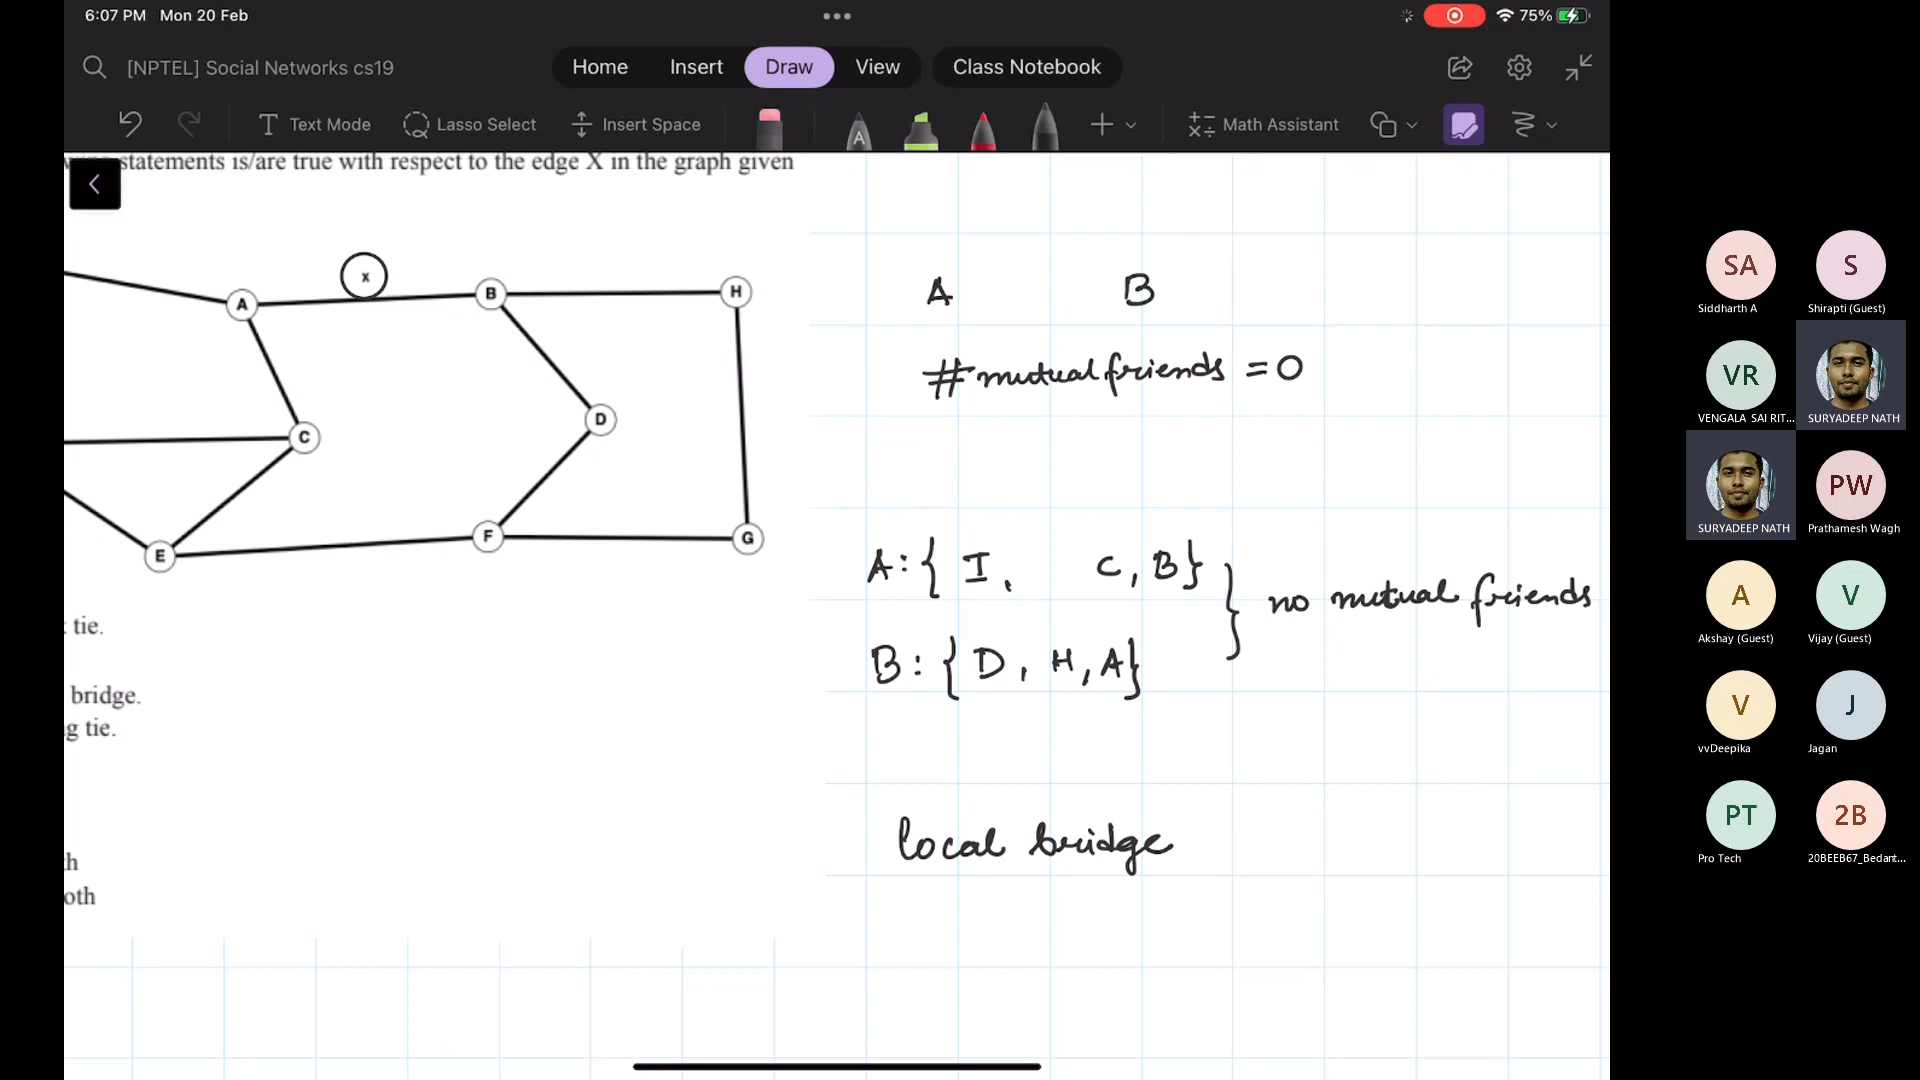 6:07 PM Mon 20 Feb
75%
[NPTEL] Social Networks cs19
Home Insert Draw View Class Notebook
Text Mode Lasso Select Insert Space A Math Assistant
statements is/are true with respect to the edge X in the graph given
x
A B H
D
C
F G
E
tie.
bridge.
g tie.
h
oth
A B
#mutual friends = 0
A: { I, C, B}
no mutual friends
B: { D, H, A}
local bridge
SA S
Siddharth A Shirapti (Guest)
VR
VENGALA SAI RIT... SURYADEEP NATH
PW
SURYADEEP NATH Prathamesh Wagh
A V
Akshay (Guest) Vijay (Guest)
V J
vvDeepika Jagan
PT 2B
Pro Tech 20BEEB67_Bedant...